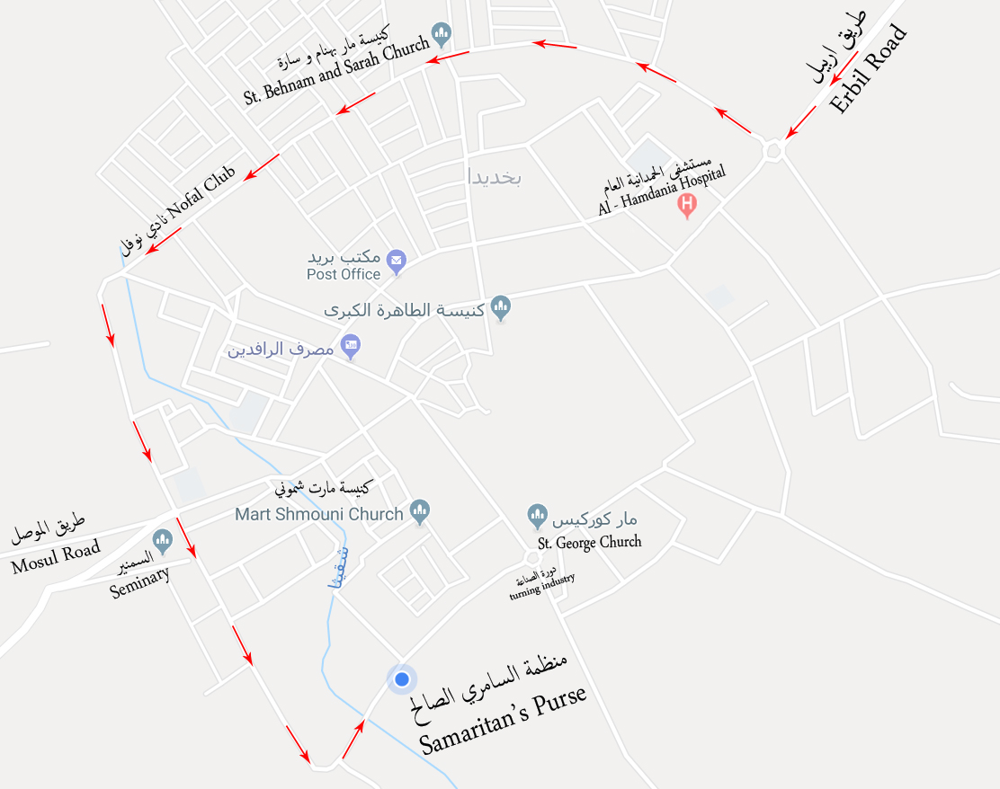 طريق اربيل
Erbil Road
كنيسة مار بهنام و سارة
St. Behnam and Sarah Church
مستشفى الحمدانية العام
Al - Hamdania Hospital
H
بخديدا
نادي نوفل Nofal Club
مكتب بريد
Post Office
كنيسة الطاهرة الكبرى
مصرف الرافدين
كنيسة مارت شموني
Mart Shmouni Church
مار كوركيس
St. George Church
طريق الموصل
Mosul Road
السمنير
Seminary
شقيثا
دورة الصناعة
turning industry
منظمة السامري الصالح
Samaritan's Purse